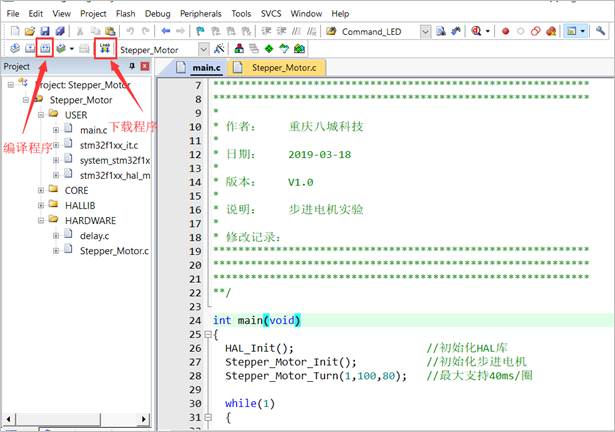 File Edit View Project Flash Debug Peripherals Tools SVCS Window Help
Command_LED
LOAD
Stepper_Motor
Project
main.c
Stepper_Motor.c
Project: Stepper_Motor
Stepper_Motor
USER
main.c
stm32f1xx_it.c
system_stm32f1x
stm32f1xx_hal_m
CORE
HALLIB
HARDWARE
delay.c
Stepper_Motor.c
编译程序
下载程序
7 ******************************************************
8 ******************************************************
9 *
10 * 作者: 重庆八城科技
11 *
12 * 日期: 2019-03-18
13 *
14 * 版本: V1.0
15 *
16 * 说明: 步进电机实验
17 *
18 * 修改记录:
19 ******************************************************
20 ******************************************************
21 ******************************************************
22 **/
23
24 int main(void)
25 {
26 HAL_Init(); //初始化HAL库
27 Stepper_Motor_Init(); //初始化步进电机
28 Stepper_Motor_Turn(1,100,80); //最大支持40ms/圈
29
30 while(1)
31 {
32